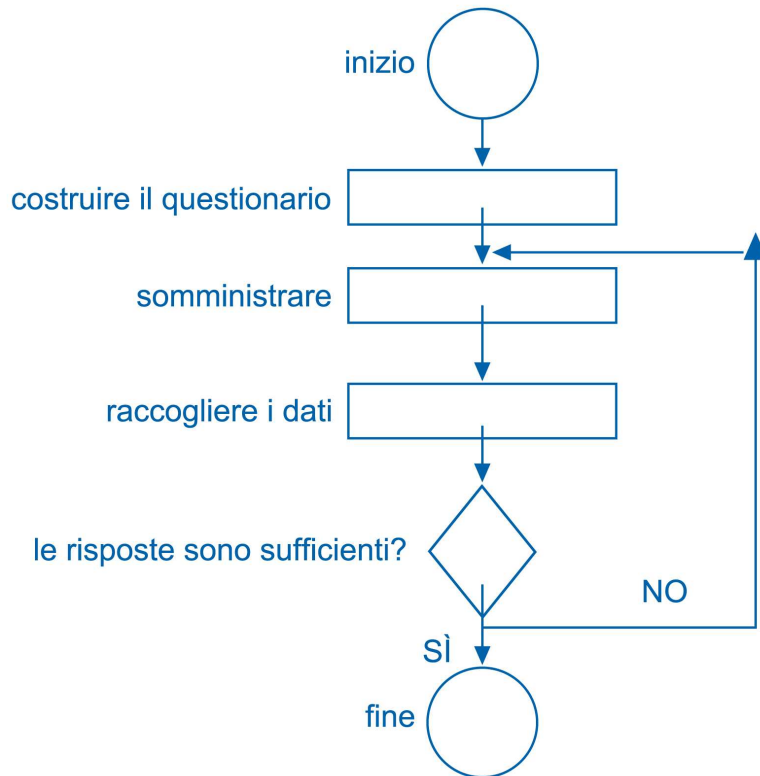 inizio
costruire il questionario
somministrare
raccogliere i dati
le risposte sono sufficienti?
NO
SÌ
fine